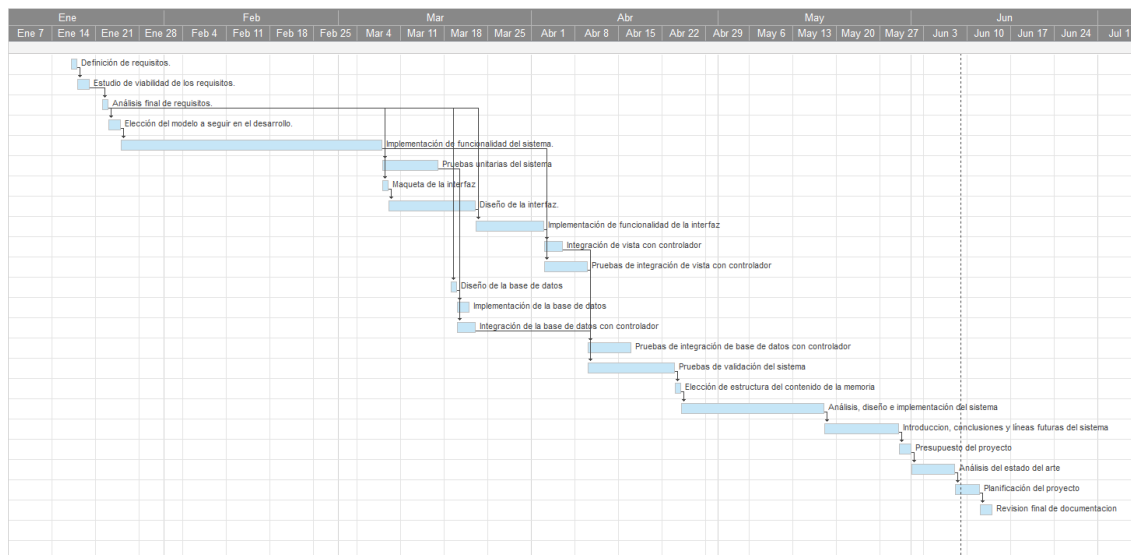 Ene Feb Mar Abr May Jun
Ene 7 Ene 14 Ene 21 Ene 28 Feb 4 Feb 11 Feb 18 Feb 25 Mar 4 Mar 11 Mar 18 Mar 25 Abr 1 Abr 8 Abr 15 Abr 22 Abr 29 May 6 May 13 May 20 May 27 Jun 3 Jun 10 Jun 17 Jun 24 Jul 1
Definición de requisitos.
Estudio de viabilidad de los requisitos.
Análisis final de requisitos.
Elección del modelo a seguir en el desarrollo.
Implementación de funcionalidad del sistema.
Pruebas unitarias del sistema
Maqueta de la interfaz
Diseño de la interfaz.
Implementación de funcionalidad de la interfaz
Integración de vista con controlador
Pruebas de integración de vista con controlador
Diseño de la base de datos
Implementación de la base de datos
Integración de la base de datos con controlador
Pruebas de integración de base de datos con controlador
Pruebas de validación del sistema
Elección de estructura del contenido de la memoria
Análisis, diseño e implementación del sistema
Introduccion, conclusiones y líneas futuras del sistema
Presupuesto del proyecto
Análisis del estado del arte
Planificación del proyecto
Revision final de documentacion